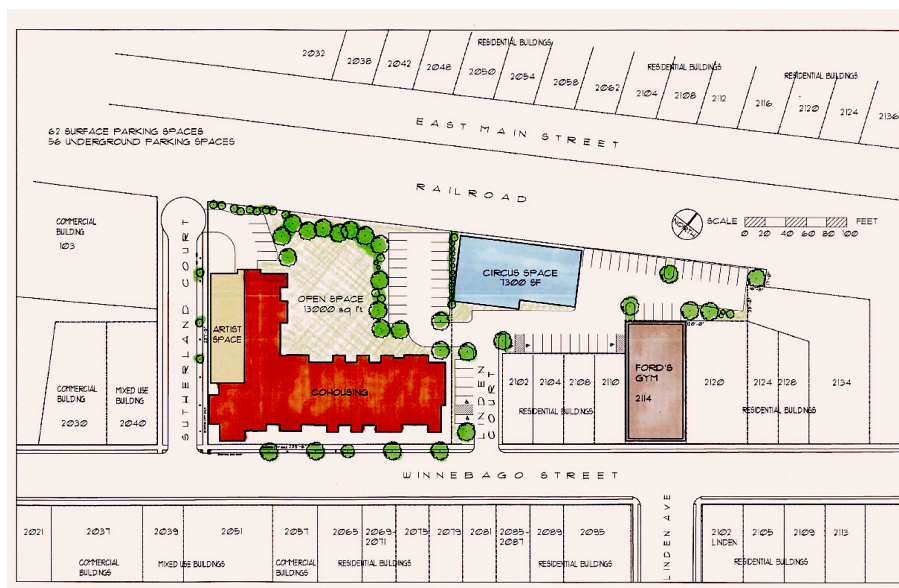 RESIDENTIAL BUILDINGS
2032
2038
2042
2048
2050
2054
2058
2062
RESIDENTIAL BUILDINGS
2104
2108
2112
2116
RESIDENTIAL BUILDINGS
2120
2124
2136
62 SURFACE PARKING SPACES
56 UNDERGROUND PARKING SPACES
EAST MAIN STREET
RAILROAD
NORTH
SCALE
FEET
0 20 40 60 80 100
COMMERCIAL
BUILDING
103
SUTHERLAND COURT
ARTIST
SPACE
OPEN SPACE
13000 sq ft
CIRCUS SPACE
7300 SF
COHOUSING
LINDEN
COURT
COMMERCIAL
BUILDING
2030
MIXED USE
BUILDING
2040
2102
2104
2108
2110
RESIDENTIAL BUILDINGS
FORD'S
GYM
2114
2120
2124
2128
2134
RESIDENTIAL BUILDINGS
WINNEBAGO STREET
LINDEN AVE
2021
2037
COMMERCIAL
BUILDINGS
2039
2051
MIXED USE BUILDINGS
2057
COMMERCIAL
BUILDINGS
2065
2069-
2071
2075
2079
RESIDENTIAL BUILDINGS
2081
2085-
2087
2089
2095
RESIDENTIAL BUILDINGS
2102
LINDEN
2105
2109
2113
RESIDENTIAL BUILDINGS